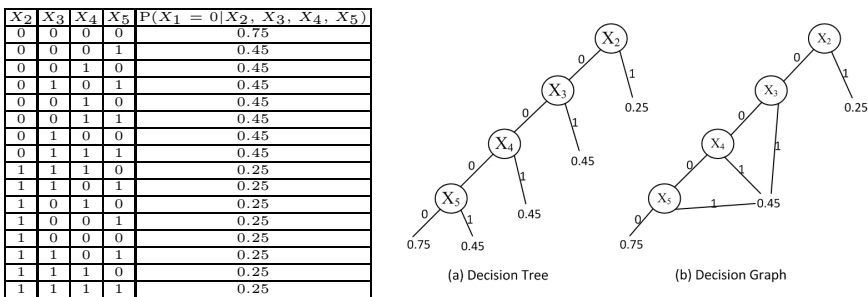 X2 X3 X4 X5 P(X1 = 0|X2, X3, X4, X5)
0 0 0 0 0.75
0 0 0 1 0.45
0 0 1 0 0.45
0 1 0 1 0.45
0 0 1 0 0.45
0 0 1 1 0.45
0 1 0 0 0.45
0 1 1 1 0.45
1 1 1 0 0.25
1 1 0 1 0.25
1 0 1 0 0.25
1 0 0 1 0.25
1 0 0 0 0.25
1 1 0 1 0.25
1 1 1 0 0.25
1 1 1 1 0.25
X2
0 1
X3
0.25
0 1
X4
0.45
0 1
X5
0.45
0 1
0.75
0.45
(a) Decision Tree
X2
0 1
X3
0.25
0 1
X4
0 1
X5
0.45
0 1
0.75
(b) Decision Graph